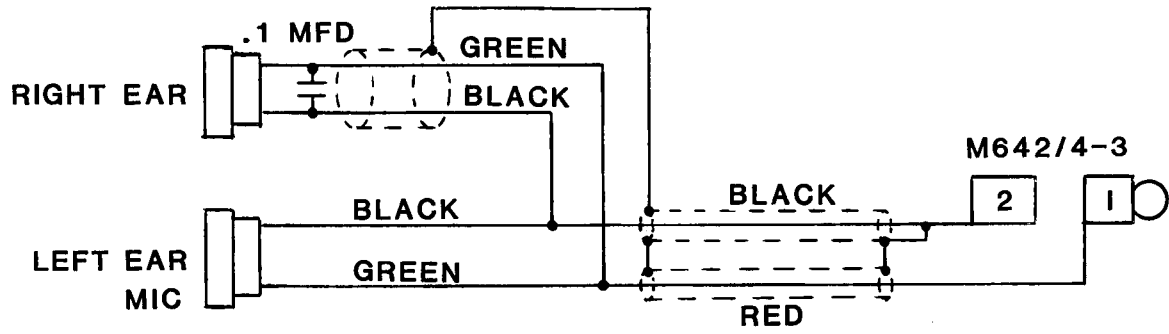 .1 MFD
GREEN
RIGHT EAR
BLACK
M642/4-3
BLACK
2
1
BLACK
LEFT EAR
MIC
GREEN
RED